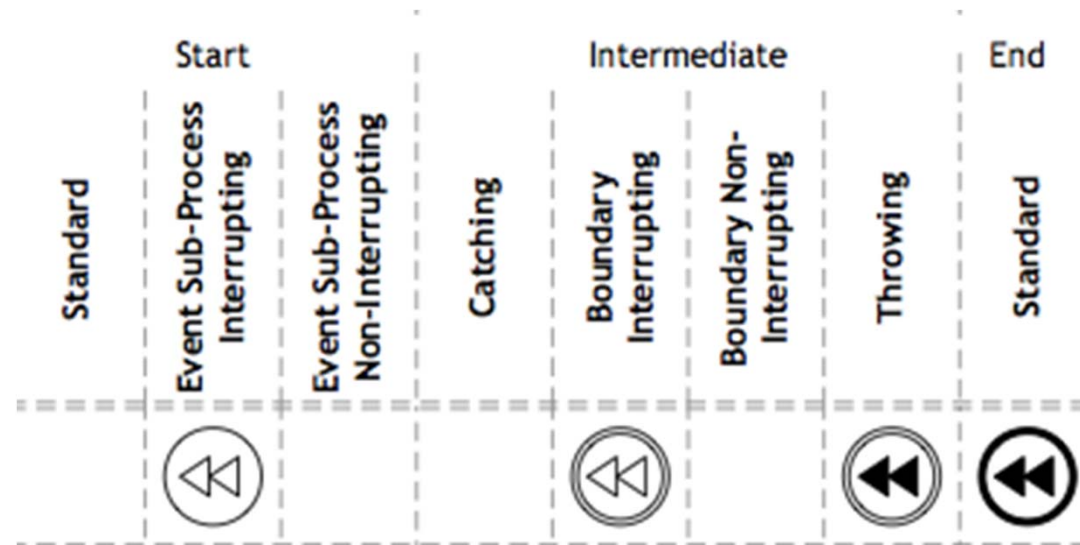 Start
Intermediate
End
Standard
Event Sub-Process
Interrupting
Event Sub-Process
Non-Interrupting
Catching
Boundary
Interrupting
Boundary Non-
Interrupting
Throwing
Standard